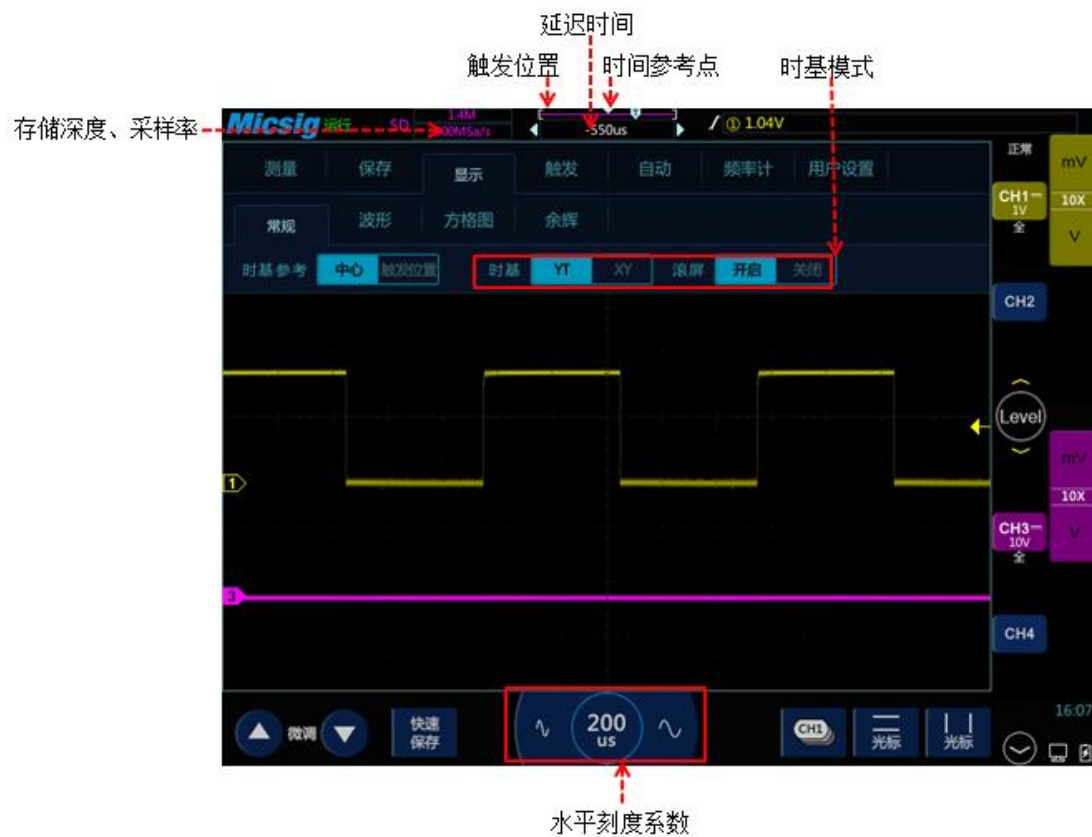 延迟时间
触发位置 时间参考点 时基模式
存储深度、采样率
Micsig 运行 SD 1.4M
-550us
① 1.04V
测量 保存 显示 触发 自动 频率计 用户设置
正常
mV
常规 波形 方格图 余辉
CH1
1V
全
10X
V
时基参考 中心 触发位置 时基 YT XY 滚屏 开启 关闭
CH2
Level
1
mV
10X
CH3
10V
全
V
3
CH4
微调
快速
保存
200
us
CH1
光标
光标
16:07
水平刻度系数